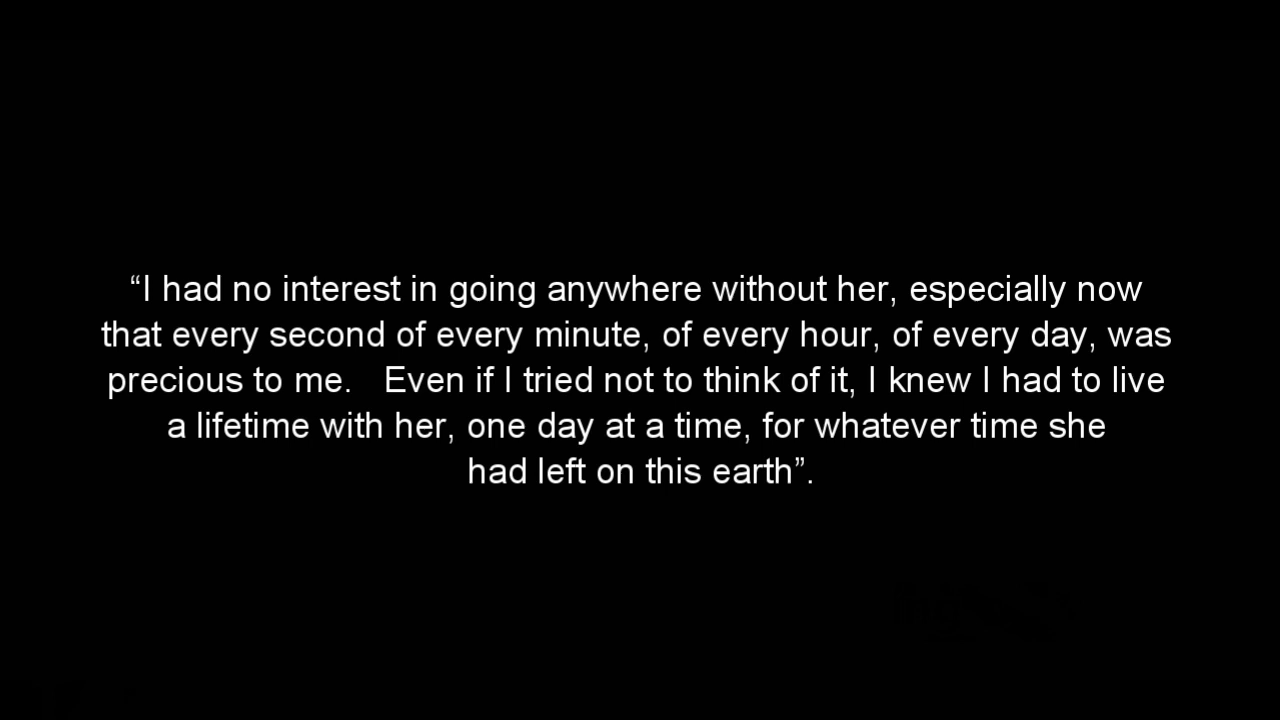 “I had no interest in going anywhere without her, especially now
that every second of every minute, of every hour, of every day, was
precious to me.   Even if I tried not to think of it, I knew I had to live
a lifetime with her, one day at a time, for whatever time she
had left on this earth”.